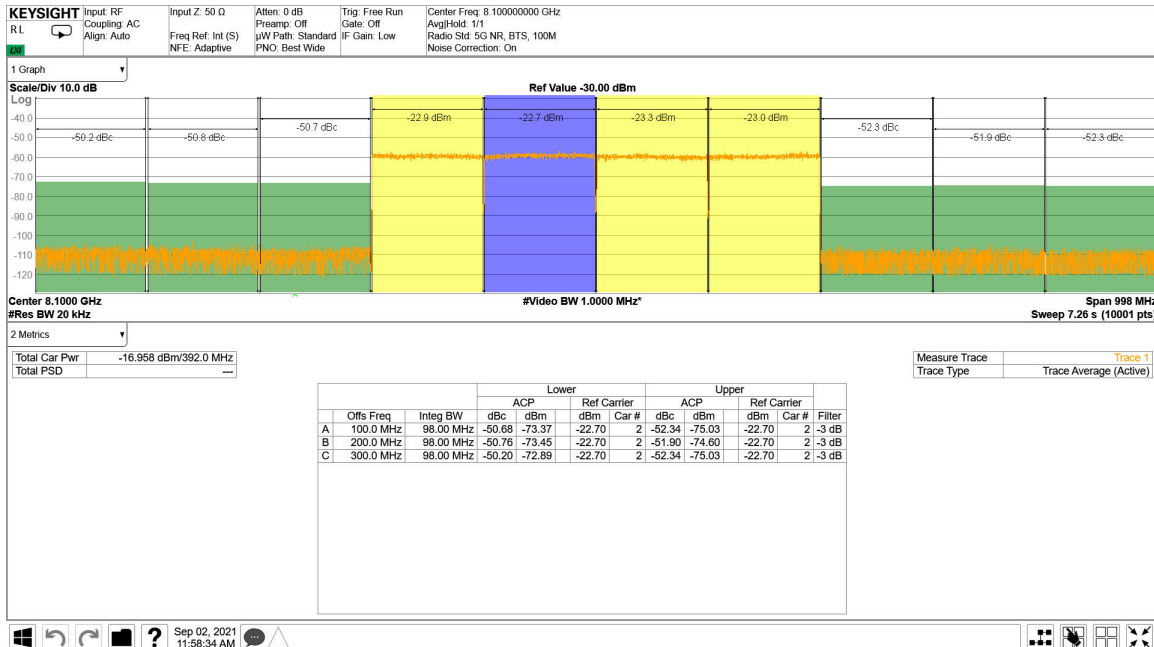 KEYSIGHT Input: RF Input Z: 50 Ω Atten: 0 dB Trig: Free Run Center Freq: 8.100000000 GHz
RL Coupling: AC Preamp: Off Gate: Off Avg|Hold: 1/1
Align: Auto Freq Ref: Int (S) µW Path: Standard IF Gain: Low Radio Std: 5G NR, BTS, 100M
LXI NFE: Adaptive PNO: Best Wide Noise Correction: On
1 Graph
Scale/Div 10.0 dB Ref Value -30.00 dBm
Log
-40.0 -22.9 dBm -22.7 dBm -23.3 dBm -23.0 dBm
-50.7 dBc -52.3 dBc
-50.0 -50.2 dBc -50.8 dBc -51.9 dBc -52.3 dBc
-60.0
-70.0
-80.0
-90.0
-100
-110
-120
Center 8.1000 GHz #Video BW 1.0000 MHz* Span 998 MHz
#Res BW 20 kHz Sweep 7.26 s (10001 pts)
2 Metrics
Total Car Pwr -16.958 dBm/392.0 MHz Measure Trace Trace 1
Total PSD --- Trace Type Trace Average (Active)
Lower Upper
ACP Ref Carrier ACP Ref Carrier
Offs Freq Integ BW dBc dBm dBm Car # dBc dBm dBm Car # Filter
A 100.0 MHz 98.00 MHz -50.68 -73.37 -22.70 2 -52.34 -75.03 -22.70 2 -3 dB
B 200.0 MHz 98.00 MHz -50.76 -73.45 -22.70 2 -51.90 -74.60 -22.70 2 -3 dB
C 300.0 MHz 98.00 MHz -50.20 -72.89 -22.70 2 -52.34 -75.03 -22.70 2 -3 dB
? Sep 02, 2021
11:58:34 AM